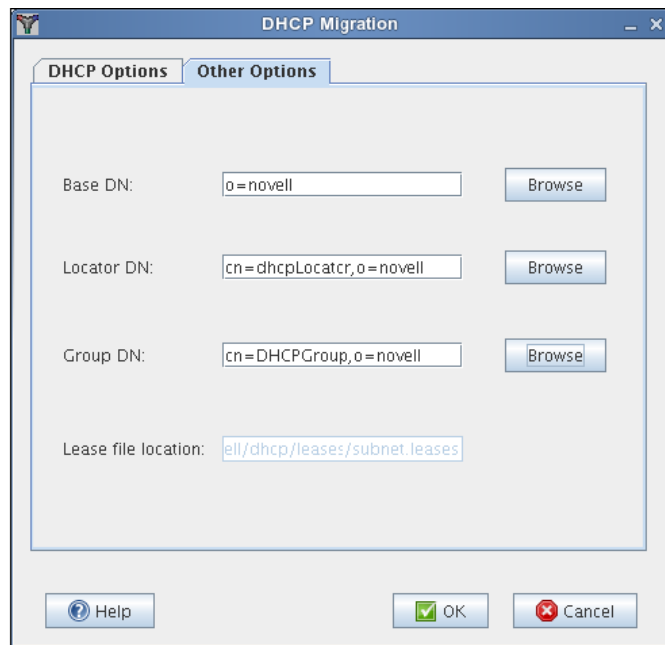 DHCP Migration
DHCP Options Other Options
Base DN: o=novell Browse
Locator DN: cn=dhcpLocator,o=novell Browse
Group DN: cn=DHCPGroup,o=novell Browse
Lease file location: ell/dhcp/leases/subnet.leases
Help OK Cancel